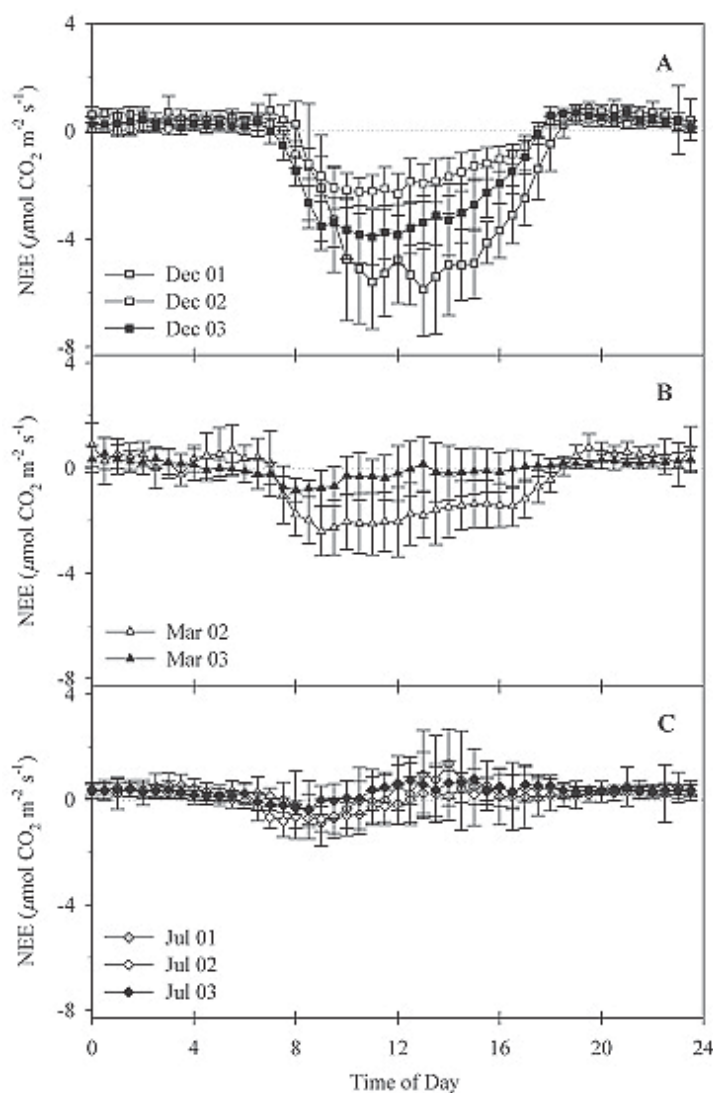 4
A
0
-4
Dec 01
Dec 02
Dec 03
-8
NEE (μmol CO2 m-2 s-1)
4
B
0
-4
Mar 02
Mar 03
-8
NEE (μmol CO2 m-2 s-1)
4
C
0
-4
Jul 01
Jul 02
Jul 03
-8
NEE (μmol CO2 m-2 s-1)
0 4 8 12 16 20 24
Time of Day